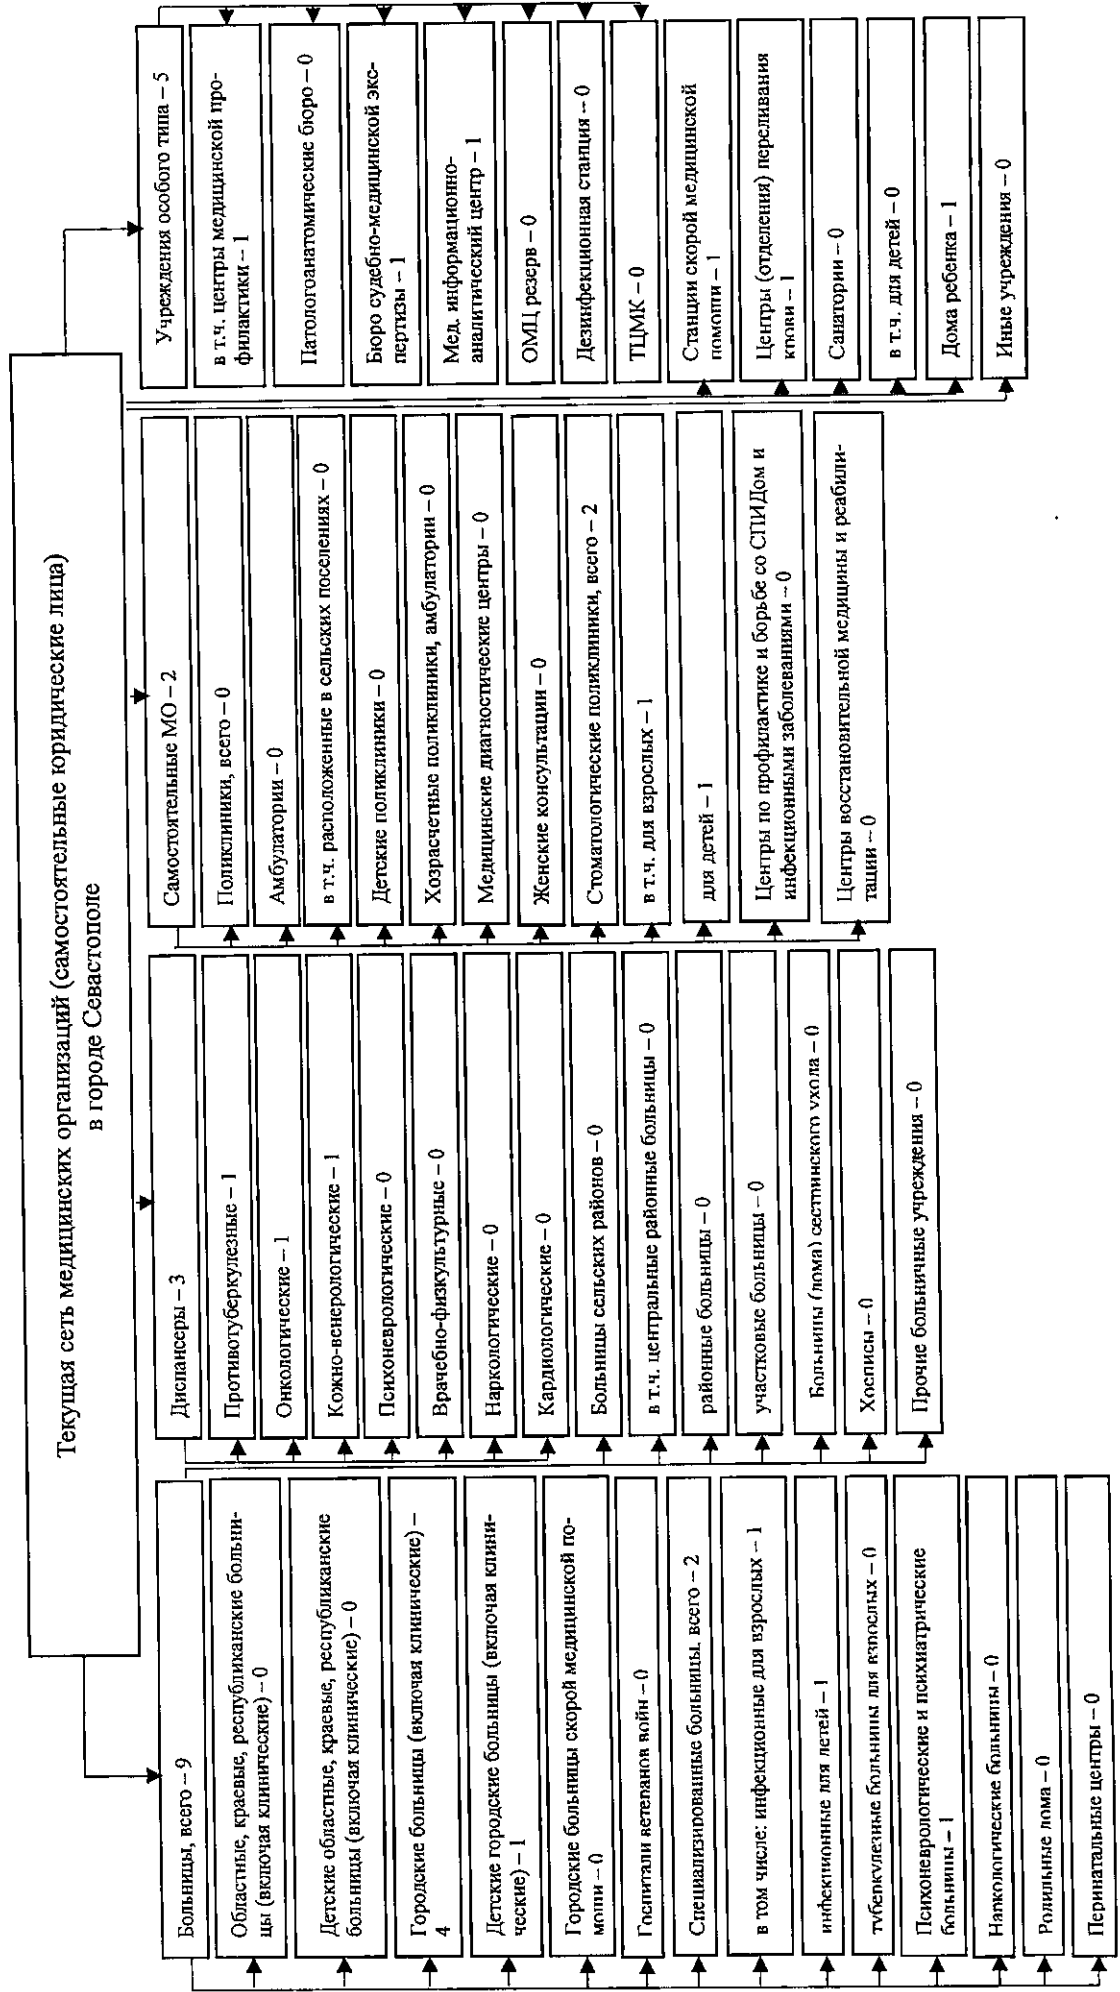 Текущая сеть медицинских организаций (самостоятельные юридические лица)
в городе Севастополе
Больницы, всего – 9
Областные, краевые, республиканские больни-
цы (включая клинические) – 0
Детские областные, краевые, республиканские
больницы (включая клинические) – 0
Городские больницы (включая клинические) –
4
Детские городские больницы (включая клини-
ческие) – 1
Городские больницы скорой медицинской по-
мощи – 0
Госпитали ветеранов войн – 0
Специализированные больницы, всего – 2
в том числе: инфекционные для взрослых – 1
инфекционные для детей – 1
туберкулезные больницы для взрослых – 0
Психоневрологические и психиатрические
больницы – 1
Наркологические больницы – 0
Родильные дома – 0
Перинатальные центры – 0
Диспансеры – 3
Противотуберкулезные – 1
Онкологические – 1
Кожно-венерологические – 1
Психоневрологические – 0
Врачебно-физкультурные – 0
Наркологические – 0
Кардиологические – 0
Больницы сельских районов – 0
в т.ч. центральные районные больницы – 0
районные больницы – 0
участковые больницы – 0
Больницы (дома) сестринского ухода – 0
Хосписы – 0
Прочие больничные учреждения – 0
Самостоятельные МО – 2
Поликлиники, всего – 0
Амбулатории – 0
в т.ч. расположенные в сельских поселениях – 0
Детские поликлиники – 0
Хозрасчетные поликлиники, амбулатории – 0
Медицинские диагностические центры – 0
Женские консультации – 0
Стоматологические поликлиники, всего – 2
в т.ч. для взрослых – 1
для детей – 1
Центры по профилактике и борьбе со СПИДом и
инфекционными заболеваниями – 0
Центры восстановительной медицины и реабили-
тации – 0
Учреждения особого типа – 5
в т.ч. центры медицинской про-
филактики – 1
Патологоанатомические бюро – 0
Бюро судебно-медицинской экс-
пертизы – 1
Мед. информационно-
аналитический центр – 1
ОМЦ резерв – 0
Дезинфекционная станция – 0
ТЦМК – 0
Станции скорой медицинской
помощи – 1
Центры (отделения) переливания
крови – 1
Санатории – 0
в т.ч. для детей – 0
Дома ребенка – 1
Иные учреждения – 0